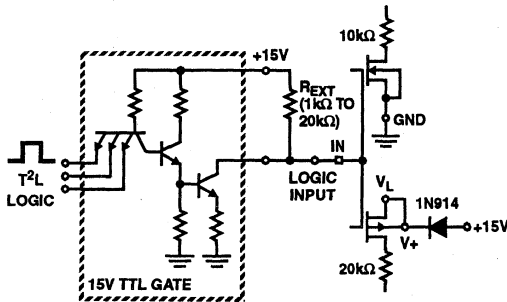 10kΩ
+15V
R_EXT
(1kΩ TO
20kΩ)
GND
IN
T²L
LOGIC
LOGIC
INPUT
V_L
1N914
V+
+15V
20kΩ
15V TTL GATE